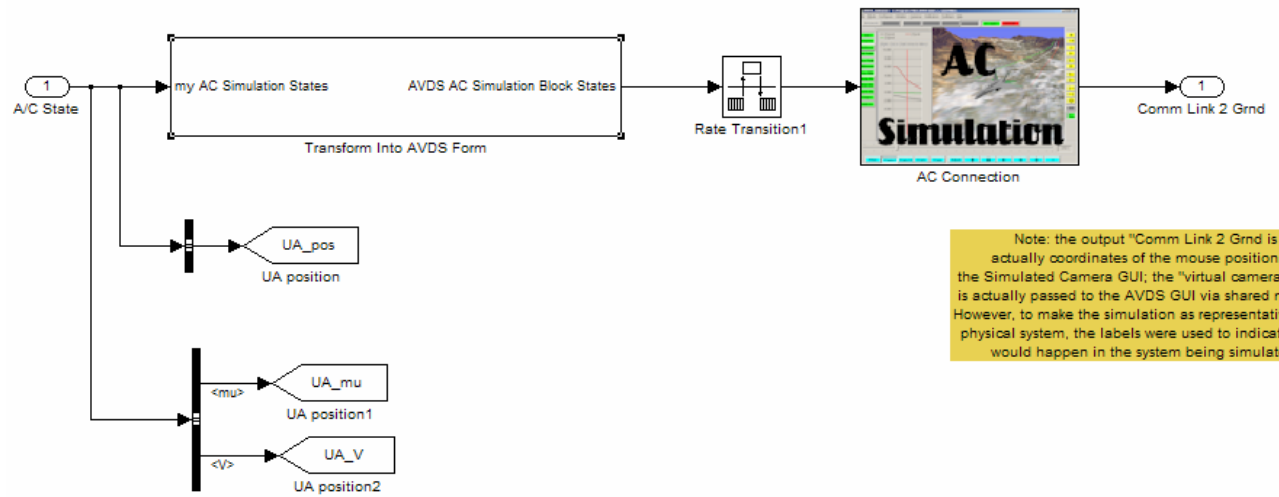 1
A/C State
my AC Simulation States
AVDS AC Simulation Block States
Transform Into AVDS Form
Rate Transition1
AC
Simulation
AC Connection
1
Comm Link 2 Grnd
UA_pos
UA position
<mu>
UA_mu
UA position1
<V>
UA_V
UA position2
Note: the output "Comm Link 2 Grnd is
actually coordinates of the mouse position
the Simulated Camera GUI; the "virtual camera
is actually passed to the AVDS GUI via shared
However, to make the simulation as
physical system, the labels were used to
would happen in the system being